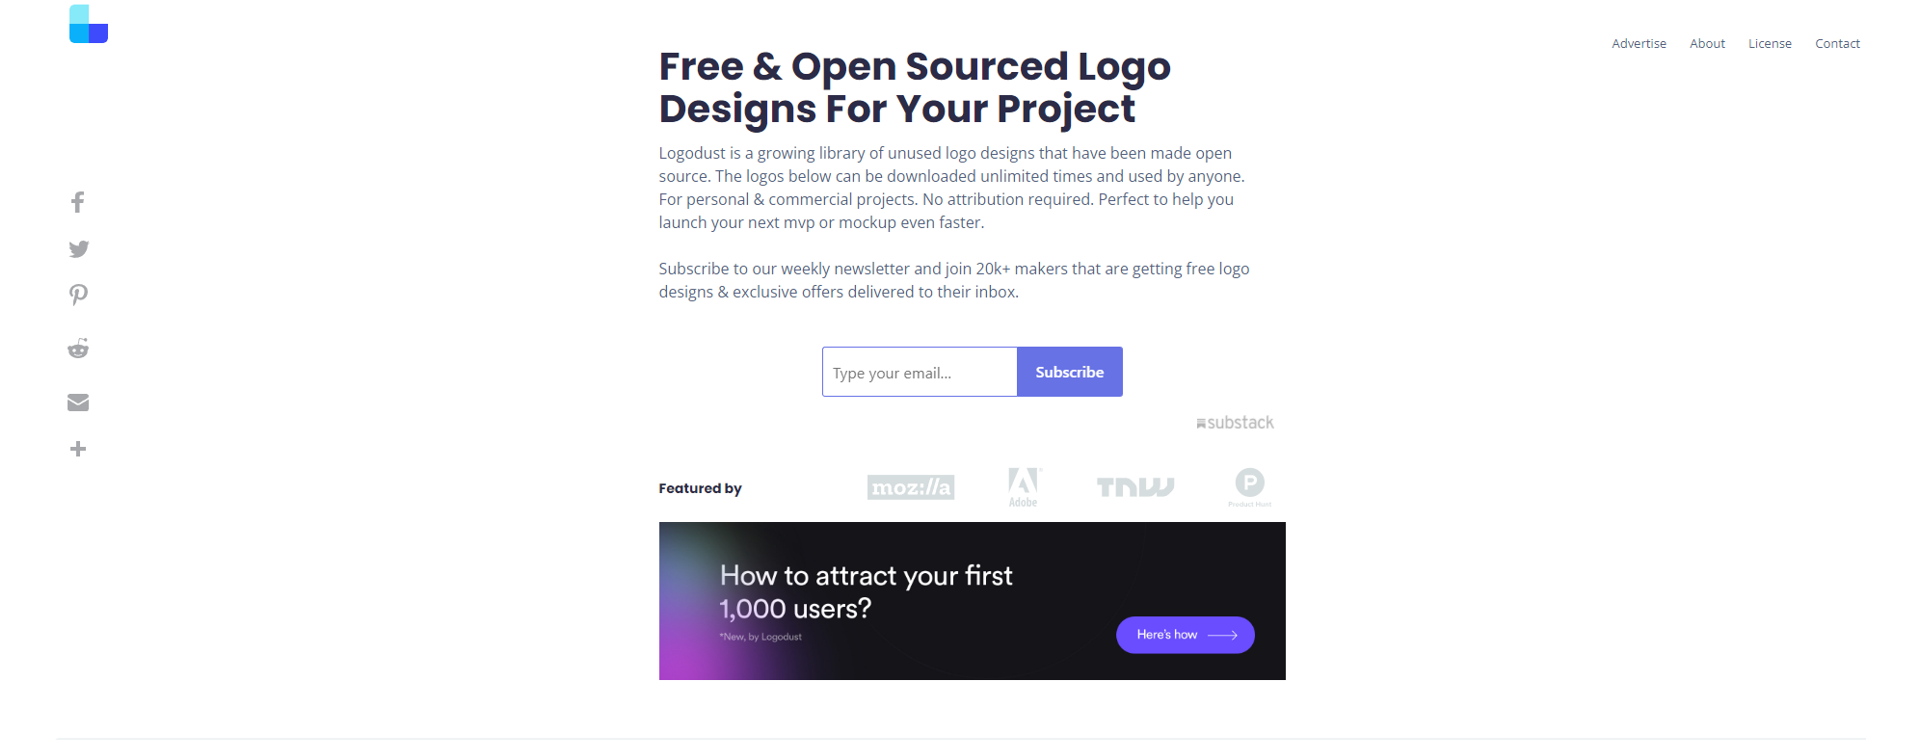 Advertise About License Contact
Free & Open Sourced Logo
Designs For Your Project
Logodust is a growing library of unused logo designs that have been made open
source. The logos below can be downloaded unlimited times and used by anyone.
For personal & commercial projects. No attribution required. Perfect to help you
launch your next mvp or mockup even faster.
Subscribe to our weekly newsletter and join 20k+ makers that are getting free logo
designs & exclusive offers delivered to their inbox.
Type your email... Subscribe
substack
Featured by moz://a Adobe TNW P Product Hunt
How to attract your first
1,000 users?
*New, by Logodust
Here's how